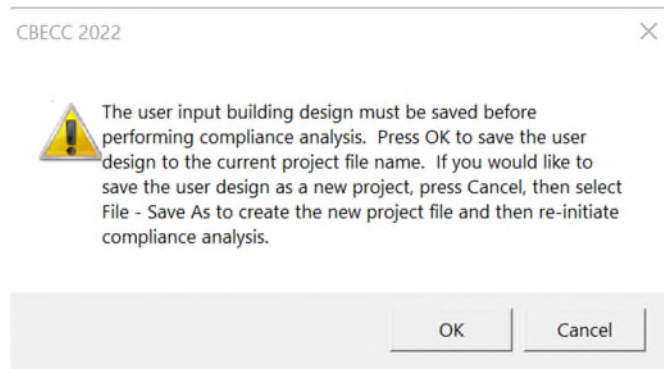 CBECC 2022
The user input building design must be saved before
performing compliance analysis.  Press OK to save the user
design to the current project file name.  If you would like to
save the user design as a new project, press Cancel, then select
File - Save As to create the new project file and then re-initiate
compliance analysis.
OK
Cancel